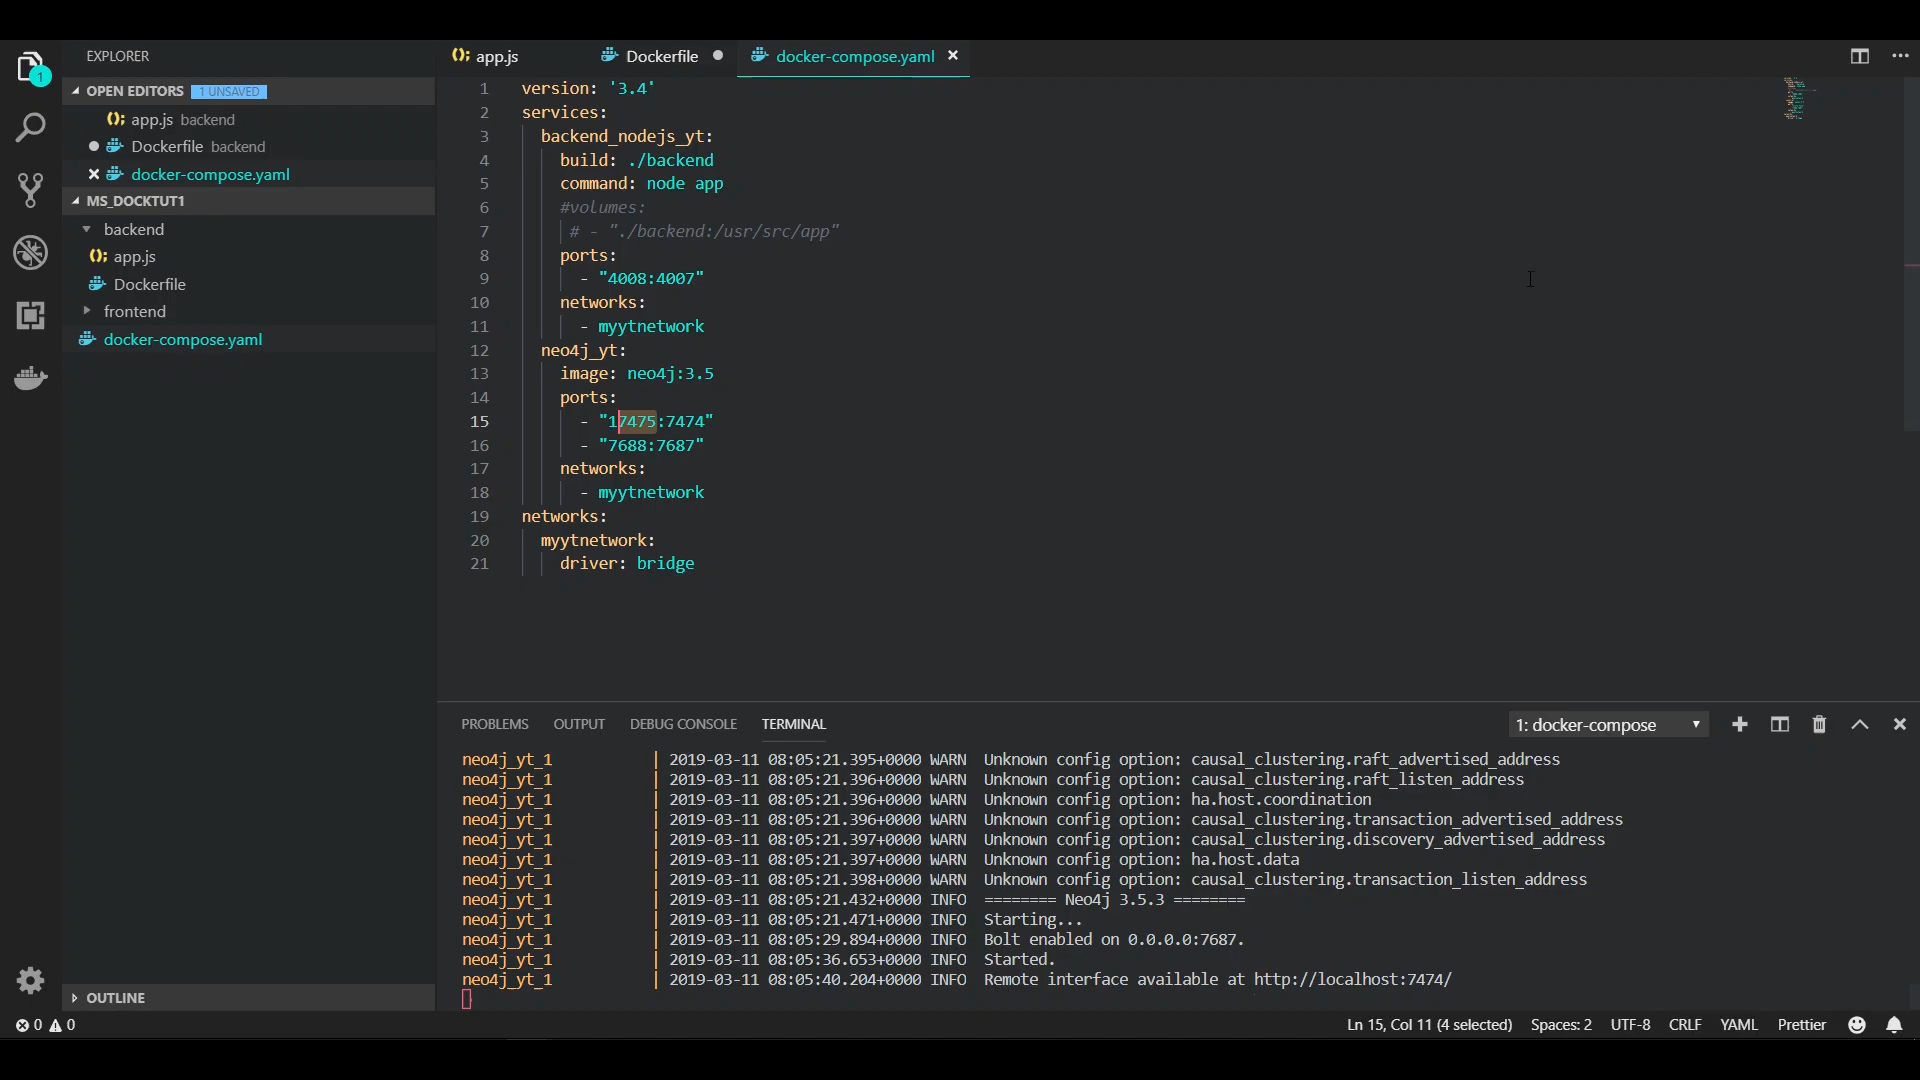 EXPLORER
OPEN EDITORS 1 UNSAVED
app.js backend
Dockerfile backend
docker-compose.yaml
MS_DOCKTUT1
backend
app.js
Dockerfile
frontend
docker-compose.yaml
OUTLINE
1
app.js Dockerfile docker-compose.yaml
1 version: '3.4'
2 services:
3 backend_nodejs_yt:
4 build: ./backend
5 command: node app
6 #volumes:
7 # - "./backend:/usr/src/app"
8 ports:
9 - "4008:4007"
10 networks:
11 - myytnetwork
12 neo4j_yt:
13 image: neo4j:3.5
14 ports:
15 - "17475:7474"
16 - "7688:7687"
17 networks:
18 - myytnetwork
19 networks:
20 myytnetwork:
21 driver: bridge
PROBLEMS OUTPUT DEBUG CONSOLE TERMINAL 1: docker-compose
neo4j_yt_1 | 2019-03-11 08:05:21.395+0000 WARN Unknown config option: causal_clustering.raft_advertised_address
neo4j_yt_1 | 2019-03-11 08:05:21.396+0000 WARN Unknown config option: causal_clustering.raft_listen_address
neo4j_yt_1 | 2019-03-11 08:05:21.396+0000 WARN Unknown config option: ha.host.coordination
neo4j_yt_1 | 2019-03-11 08:05:21.396+0000 WARN Unknown config option: causal_clustering.transaction_advertised_address
neo4j_yt_1 | 2019-03-11 08:05:21.397+0000 WARN Unknown config option: causal_clustering.discovery_advertised_address
neo4j_yt_1 | 2019-03-11 08:05:21.397+0000 WARN Unknown config option: ha.host.data
neo4j_yt_1 | 2019-03-11 08:05:21.398+0000 WARN Unknown config option: causal_clustering.transaction_listen_address
neo4j_yt_1 | 2019-03-11 08:05:21.432+0000 INFO ======== Neo4j 3.5.3 ========
neo4j_yt_1 | 2019-03-11 08:05:21.471+0000 INFO Starting...
neo4j_yt_1 | 2019-03-11 08:05:29.894+0000 INFO Bolt enabled on 0.0.0.0:7687.
neo4j_yt_1 | 2019-03-11 08:05:36.653+0000 INFO Started.
neo4j_yt_1 | 2019-03-11 08:05:40.204+0000 INFO Remote interface available at http://localhost:7474/
0 0 Ln 15, Col 11 (4 selected) Spaces: 2 UTF-8 CRLF YAML Prettier